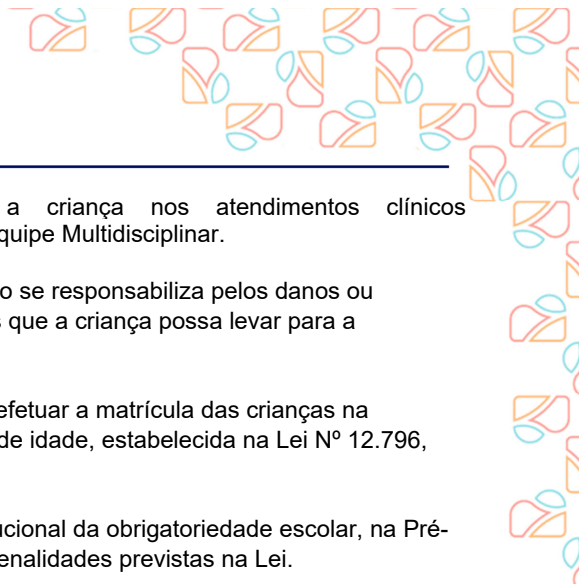 a criança nos atendimentos clínicos
quipe Multidisciplinar.
o se responsabiliza pelos danos ou
s que a criança possa levar para a
efetuar a matrícula das crianças na
de idade, estabelecida na Lei Nº 12.796,
ucional da obrigatoriedade escolar, na Pré-
enalidades previstas na Lei.